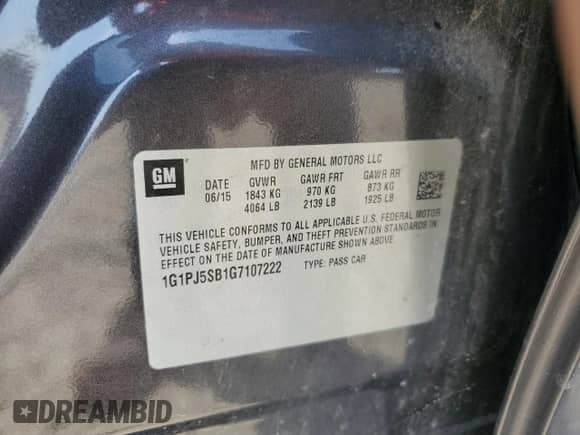 GM
MFD BY GENERAL MOTORS LLC
DATE GVWR GAWR FRT GAWR RR
06/15 1843 KG 970 KG 873 KG
4064 LB 2139 LB 1925 LB
THIS VEHICLE CONFORMS TO ALL APPLICABLE U.S. FEDERAL MOTOR
VEHICLE SAFETY, BUMPER, AND THEFT PREVENTION STANDARDS IN
EFFECT ON THE DATE OF MANUFACTURE SHOWN ABOVE.
1G1PJ5SB1G7107222 TYPE: PASS CAR
DREAMBID